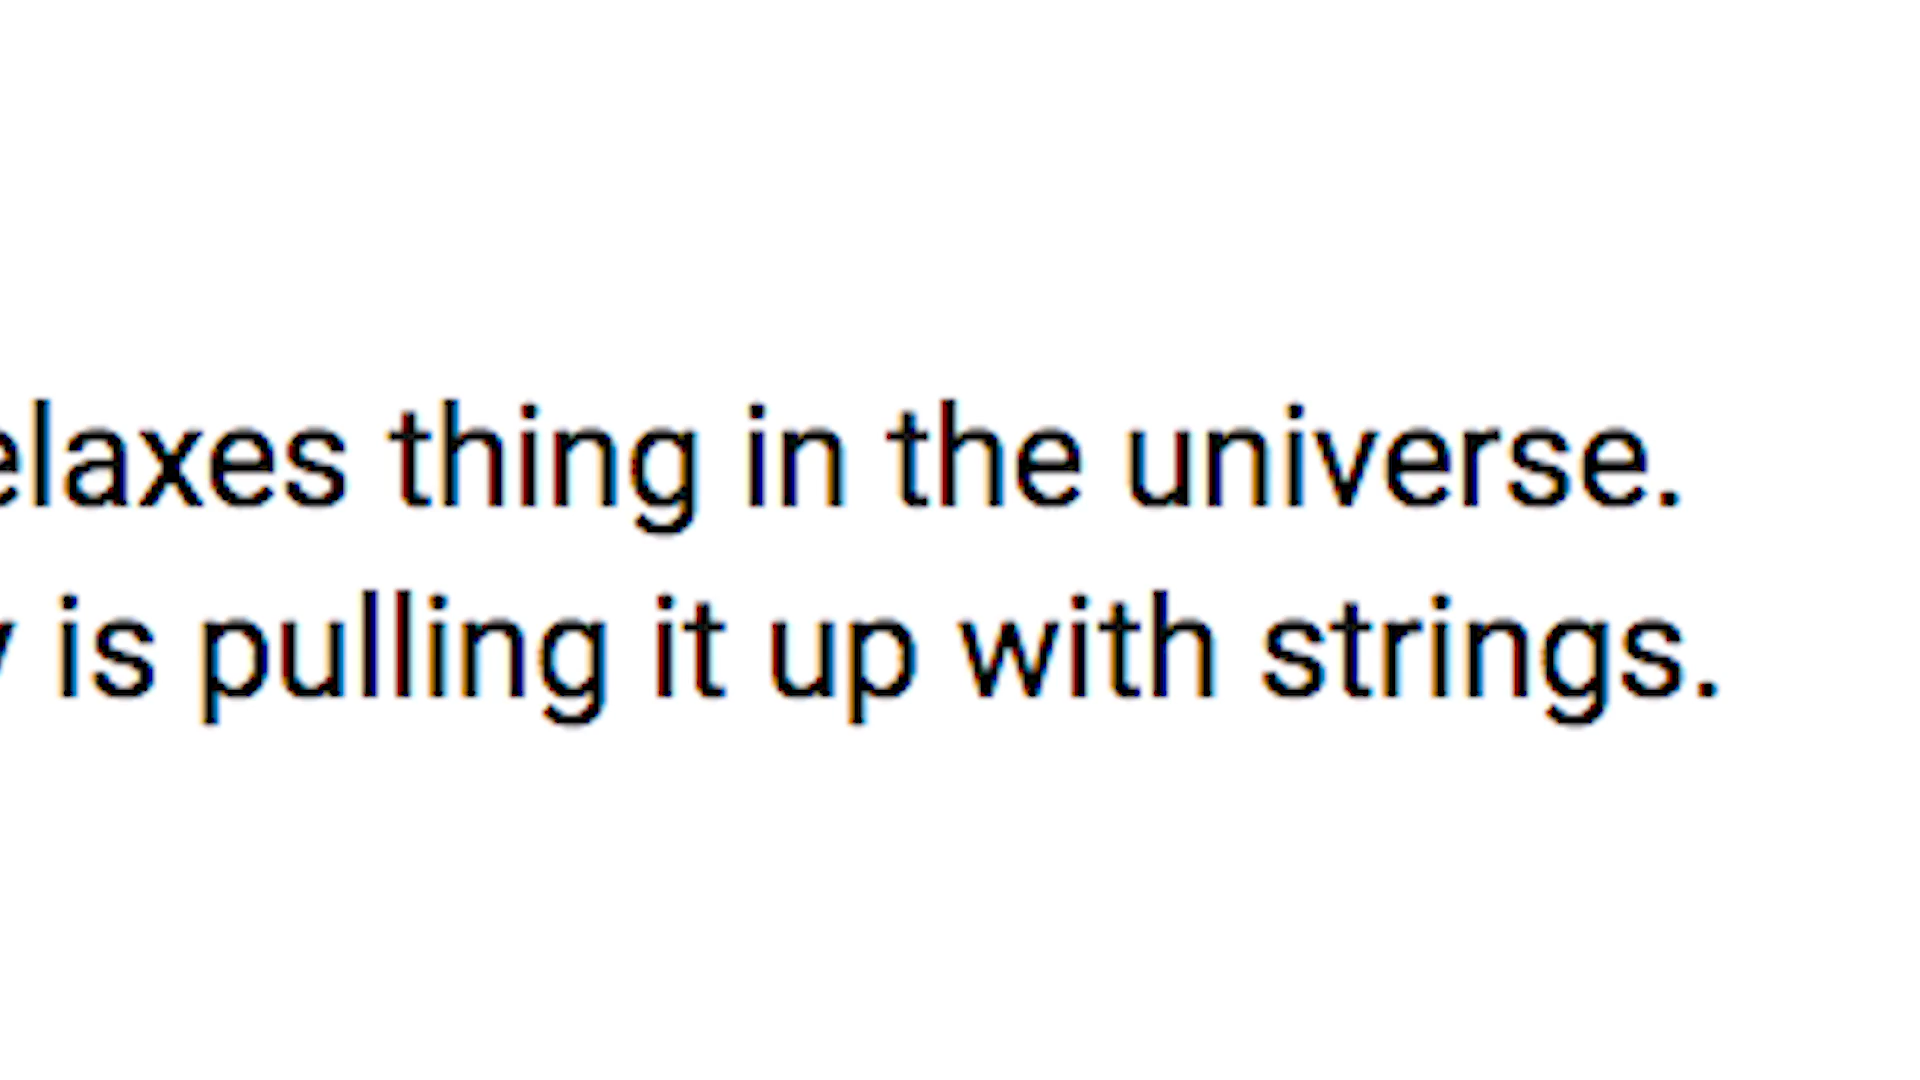 elaxes thing in the universe.
y is pulling it up with strings.